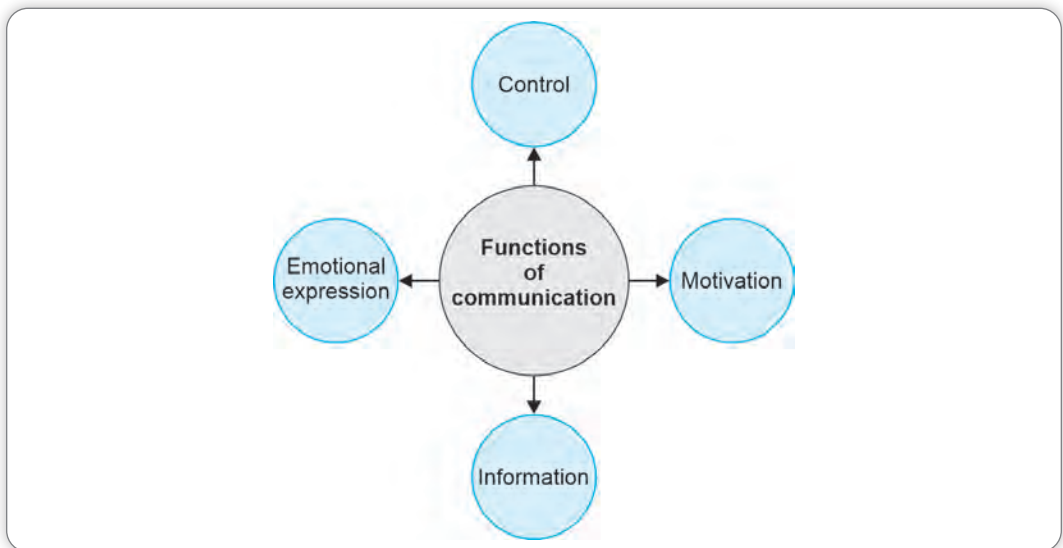 Control
Functions
of
communication
Emotional
expression
Motivation
Information